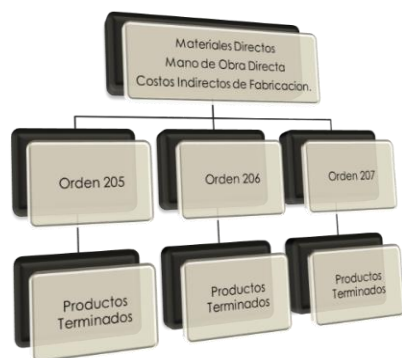 Materiales Directos
Mano de Obra Directa
Costos Indirectos de Fabricacion.
Orden 205
Orden 206
Orden 207
Productos
Terminados
Productos
Terminados
Productos
Terminados